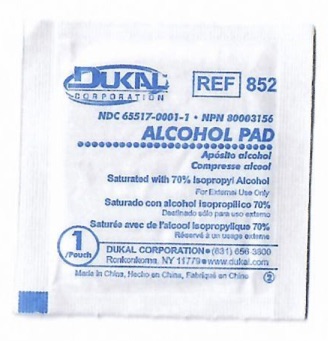 DUKAL
CORPORATION
REF 852
NDC 65517-0001-1 • NPN 80003156
ALCOHOL PAD
Apósito alcohol
Compresse alcool
Saturated with 70% Isopropyl Alcohol
For External Use Only
Saturado con alcohol isopropilico 70%
Destinado sólo para uso externo
Saturée avec de l'alcool isopropylique 70%
Réservé à un usage externe
1
/Pouch
DUKAL CORPORATION • (631) 656-3800
Ronkonkoma, NY 11779 • www.dukal.com
Made in China, Hecho en China, Fabriqué en Chine
2